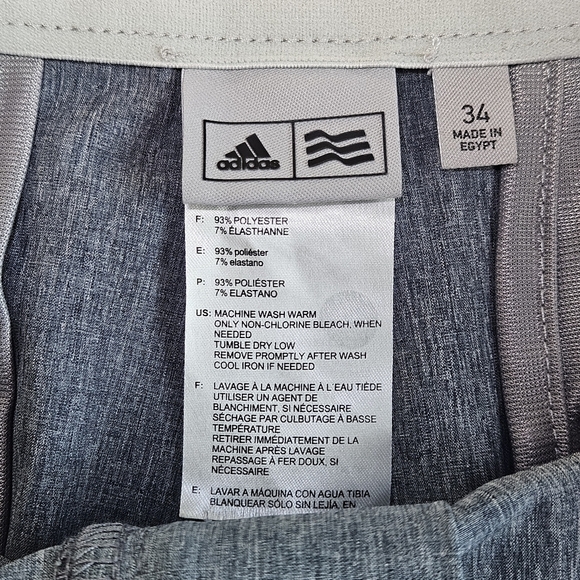 adidas
34
MADE IN
EGYPT
F: 93% POLYESTER
7% ÉLASTHANNE
E: 93% poliéster
7% elastano
P: 93% POLIÉSTER
7% ELASTANO
US: MACHINE WASH WARM
ONLY NON-CHLORINE BLEACH, WHEN
NEEDED
TUMBLE DRY LOW
REMOVE PROMPTLY AFTER WASH
COOL IRON IF NEEDED
F: LAVAGE À LA MACHINE À L'EAU TIÈDE
UTILISER UN AGENT DE
BLANCHIMENT, SI NÉCESSAIRE
SÉCHAGE PAR CULBUTAGE À BASSE
TEMPÉRATURE
RETIRER IMMÉDIATEMENT DE LA
MACHINE APRÈS LAVAGE
REPASSAGE À FER DOUX, SI
NÉCESSAIRE
E: LAVAR A MÁQUINA CON AGUA TIBIA
BLANQUEAR SÓLO SIN LEJÍA, EN